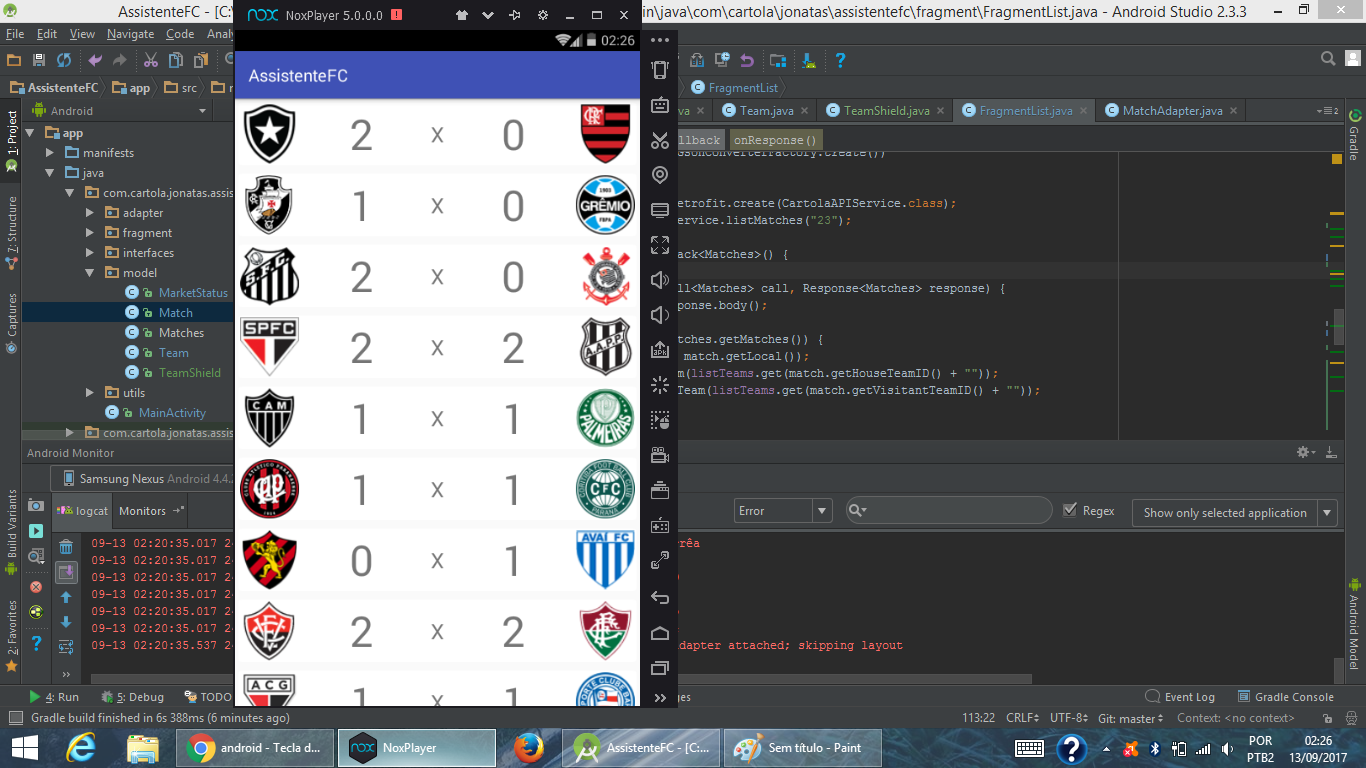 AssistenteFC - [C:\
NoxPlayer 5.0.0.0
in\java\com\cartola\jonatas\assistentefc\fragment\FragmentList.java - Android Studio 2.3.3
File Edit View Navigate Code Analy
02:26
AssistenteFC app src
FragmentList
AssistenteFC
Android
Team.java TeamShield.java FragmentList.java MatchAdapter.java
llback onResponse()
1: Project
7: Structure
Captures
Build Variants
2: Favorites
Gradle
Android Model
app
manifests
java
com.cartola.jonatas.assis
adapter
fragment
interfaces
model
MarketStatus
Match
Matches
Team
TeamShield
utils
MainActivity
com.cartola.jonatas.assis
2 x 0
1 x 0
GRÊMIO
2 x 0
SPFC 2 x 2 A.A.P.P.
CAM 1 x 1 PALMEIRAS
1 x 1 CFC
0 x 1 AVAÍ FC
2 x 2
ACG 1 x 1
GsonConverterFactory.create())
etrofit.create(CartolaAPIService.class);
ervice.listMatches("23");
ack<Matches>() {
ll<Matches> call, Response<Matches> response) {
ponse.body();
tches.getMatches()) {
match.getLocal());
m(listTeams.get(match.getHouseTeamID() + ""));
Team(listTeams.get(match.getVisitantTeamID() + ""));
Android Monitor
Samsung Nexus Android 4.4.
logcat Monitors
Error
Regex
Show only selected application
09-13 02:20:35.017 2
09-13 02:20:35.017 2
09-13 02:20:35.017 2
09-13 02:20:35.017 2
09-13 02:20:35.017 2
09-13 02:20:35.017 2
09-13 02:20:35.537 2
rêa
dapter attached; skipping layout
4: Run 5: Debug TODO
es
Event Log Gradle Console
Gradle build finished in 6s 388ms (6 minutes ago)
113:22 CRLF UTF-8 Git: master Context: <no context>
android - Tecla d...
NoxPlayer
AssistenteFC - [C:...
Sem título - Paint
POR
PTB2
02:26
13/09/2017